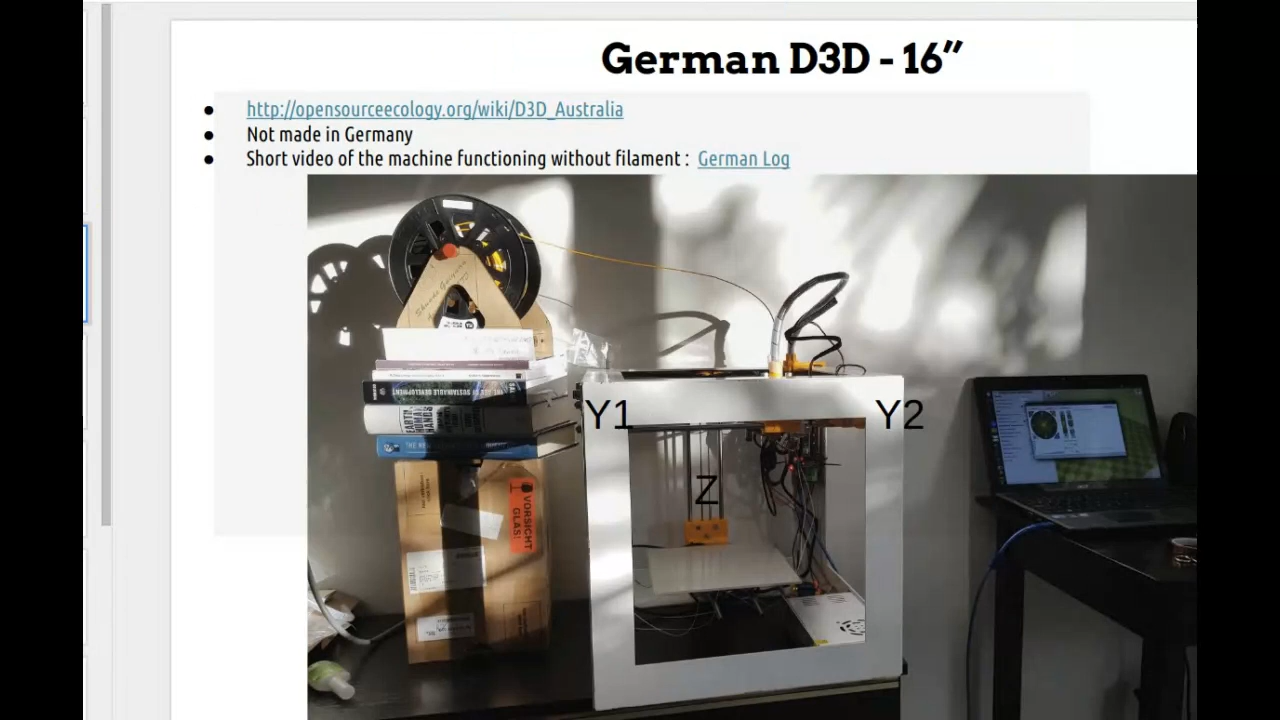 German D3D - 16”
● http://opensourceecology.org/wiki/D3D_Australia
● Not made in Germany
● Short video of the machine functioning without filament : German Log
Y1
Y2
Z
VORSICHT
GLAS!